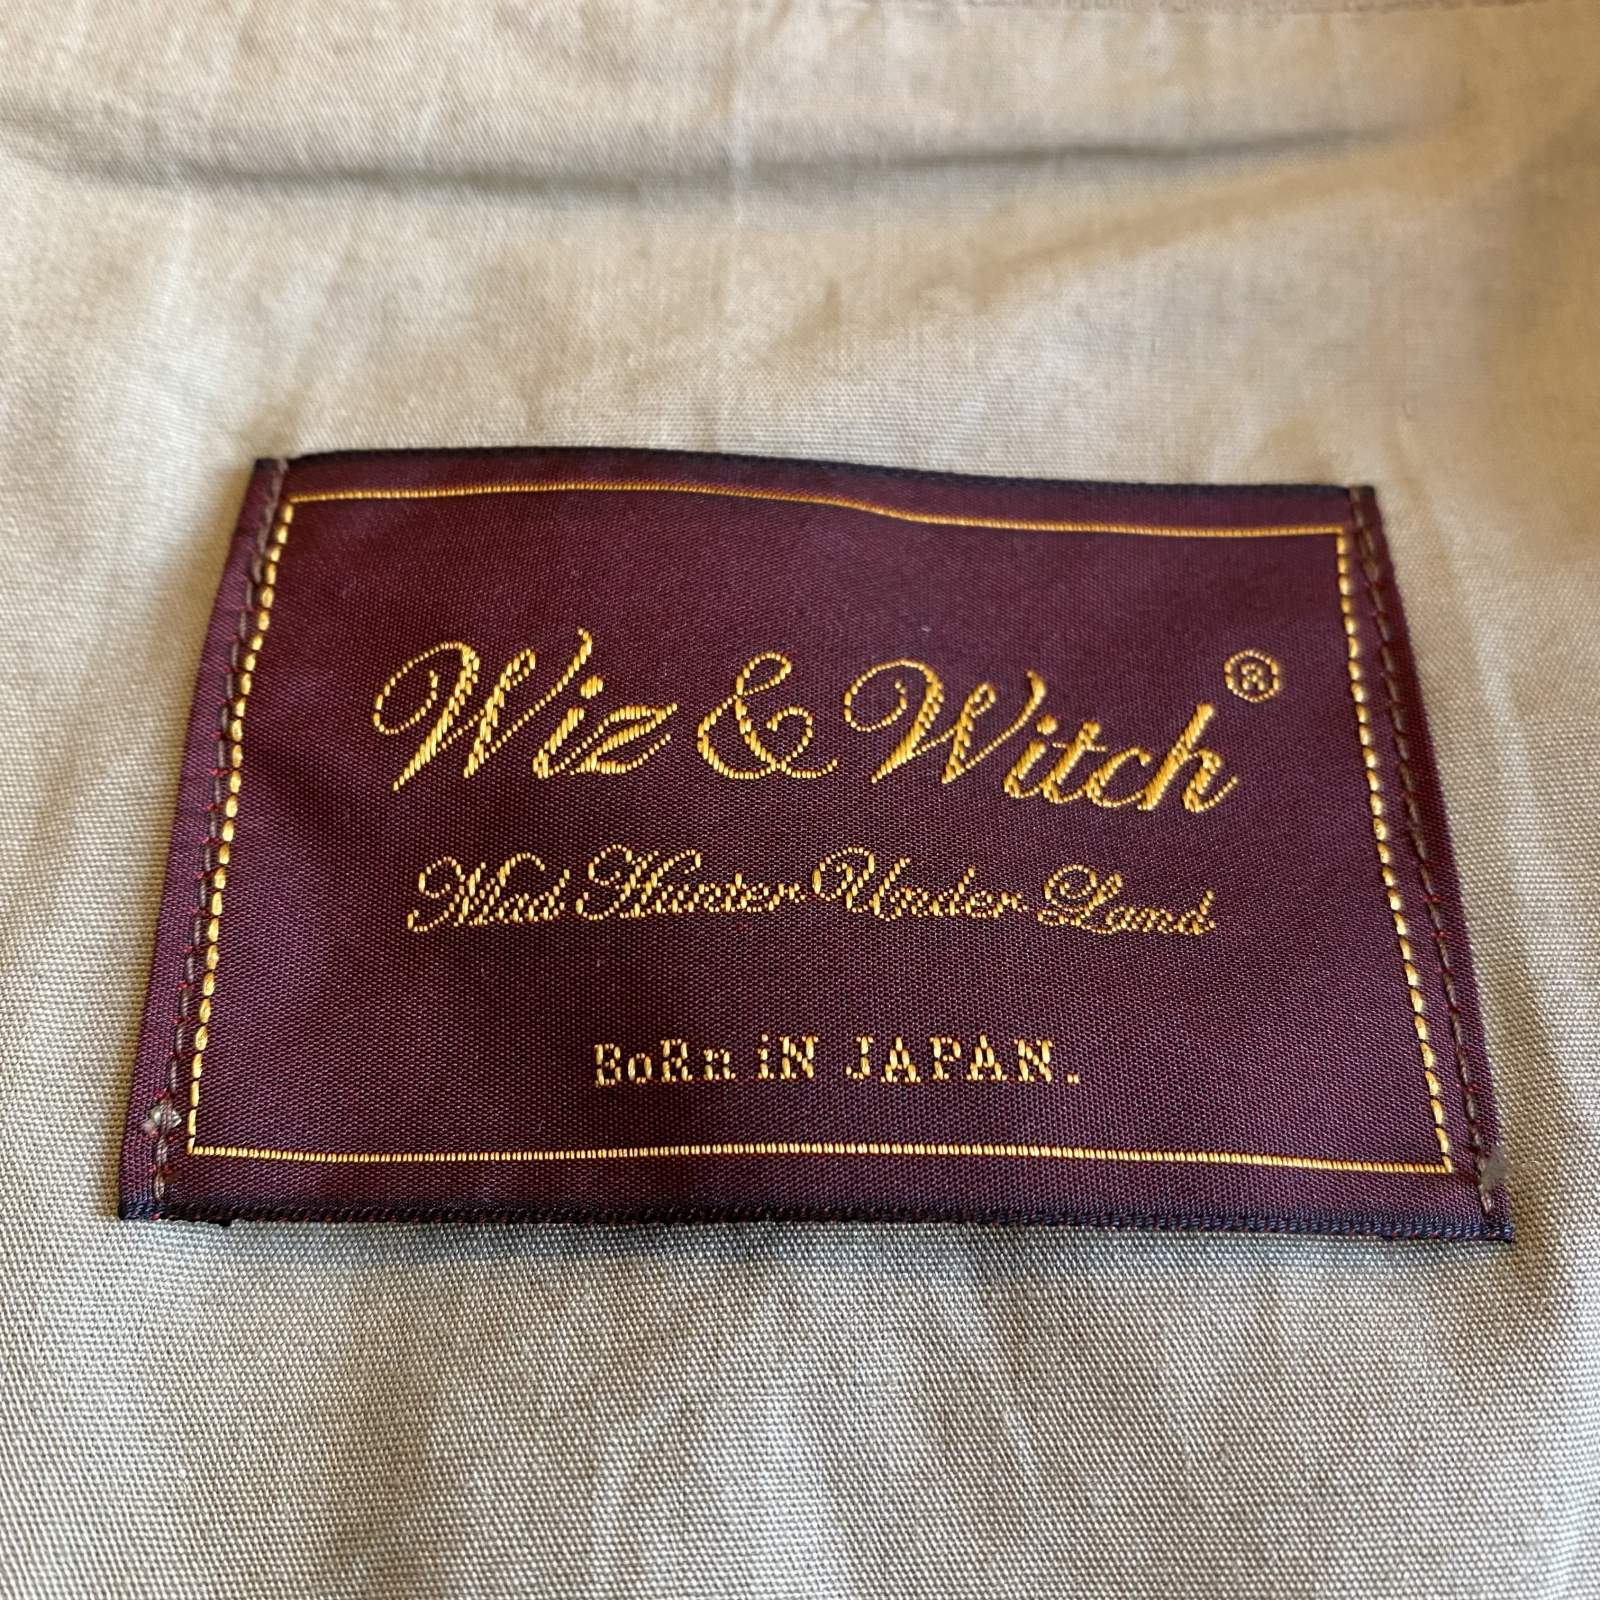 Wiz & Witch®
Mad Hunter Under Land
BoRn iN JAPAN.